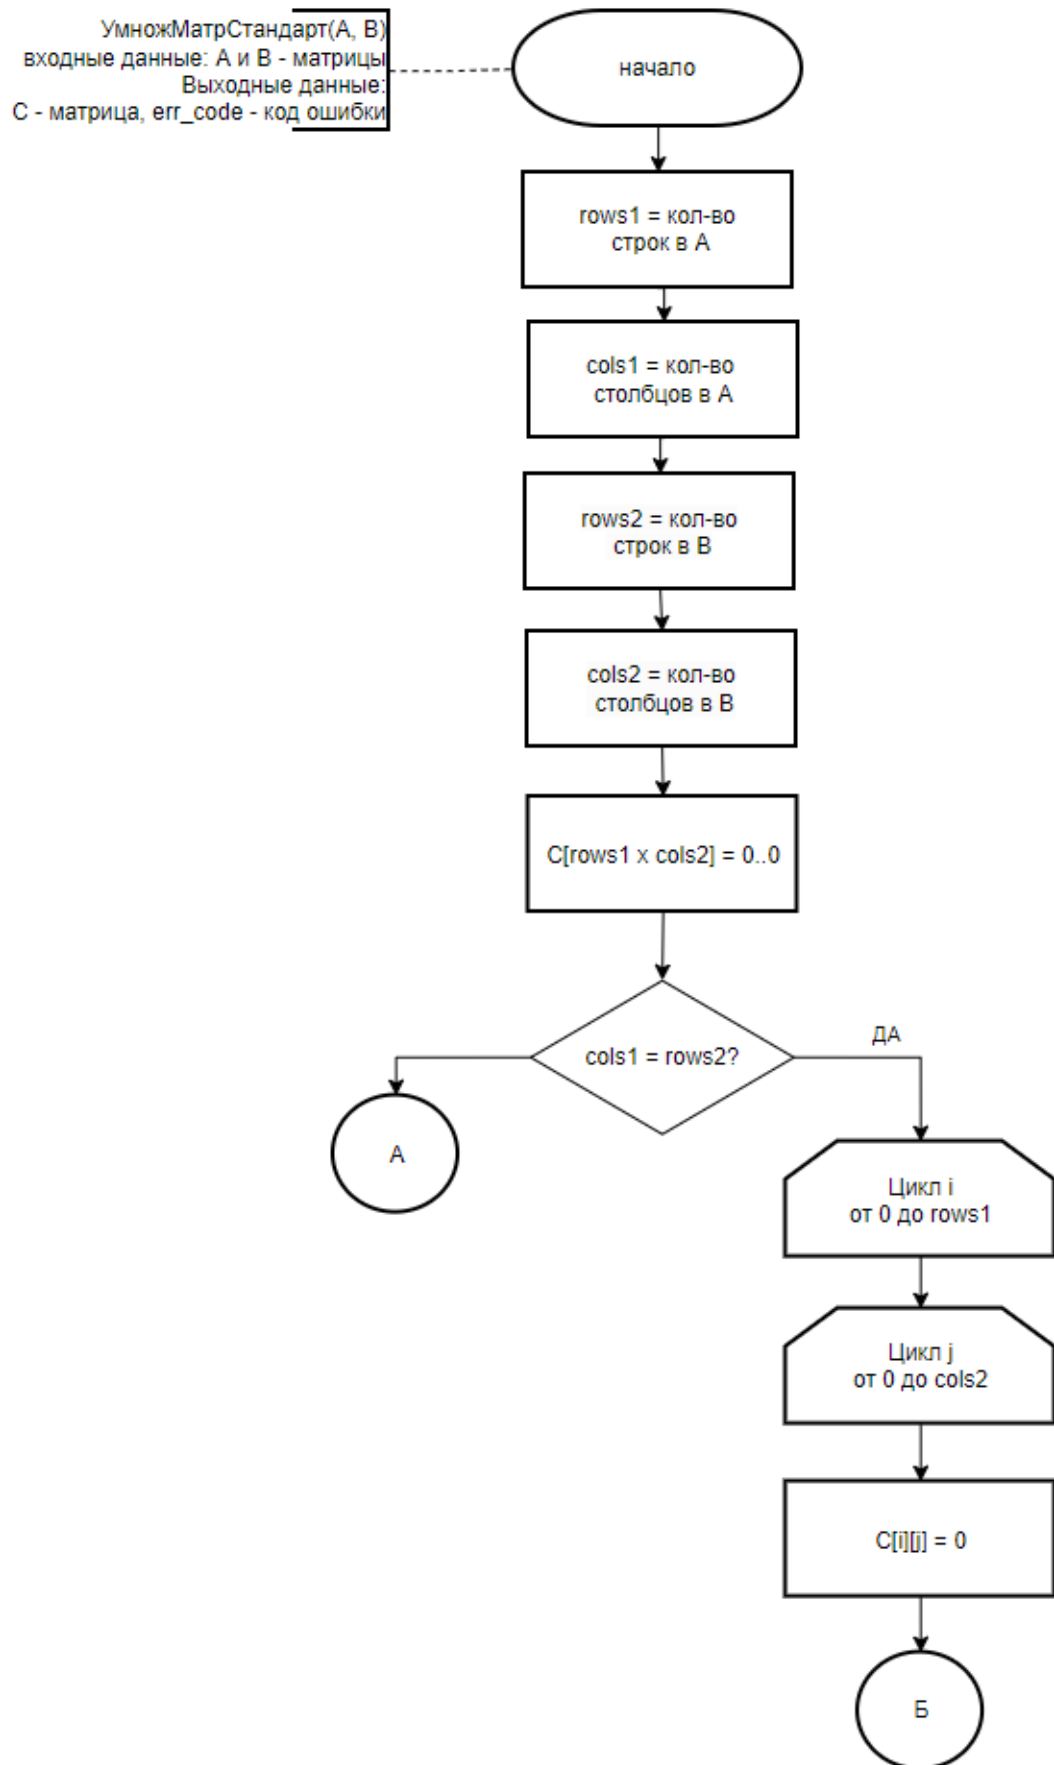 УмножМатрСтандарт(А, В)
входные данные: А и В - матрицы
Выходные данные:
С - матрица, err_code - код ошибки
начало
rows1 = кол-во
строк в А
cols1 = кол-во
столбцов в А
rows2 = кол-во
строк в В
cols2 = кол-во
столбцов в В
C[rows1 x cols2] = 0..0
cols1 = rows2?
ДА
А
Цикл i
от 0 до rows1
Цикл j
от 0 до cols2
C[i][j] = 0
Б